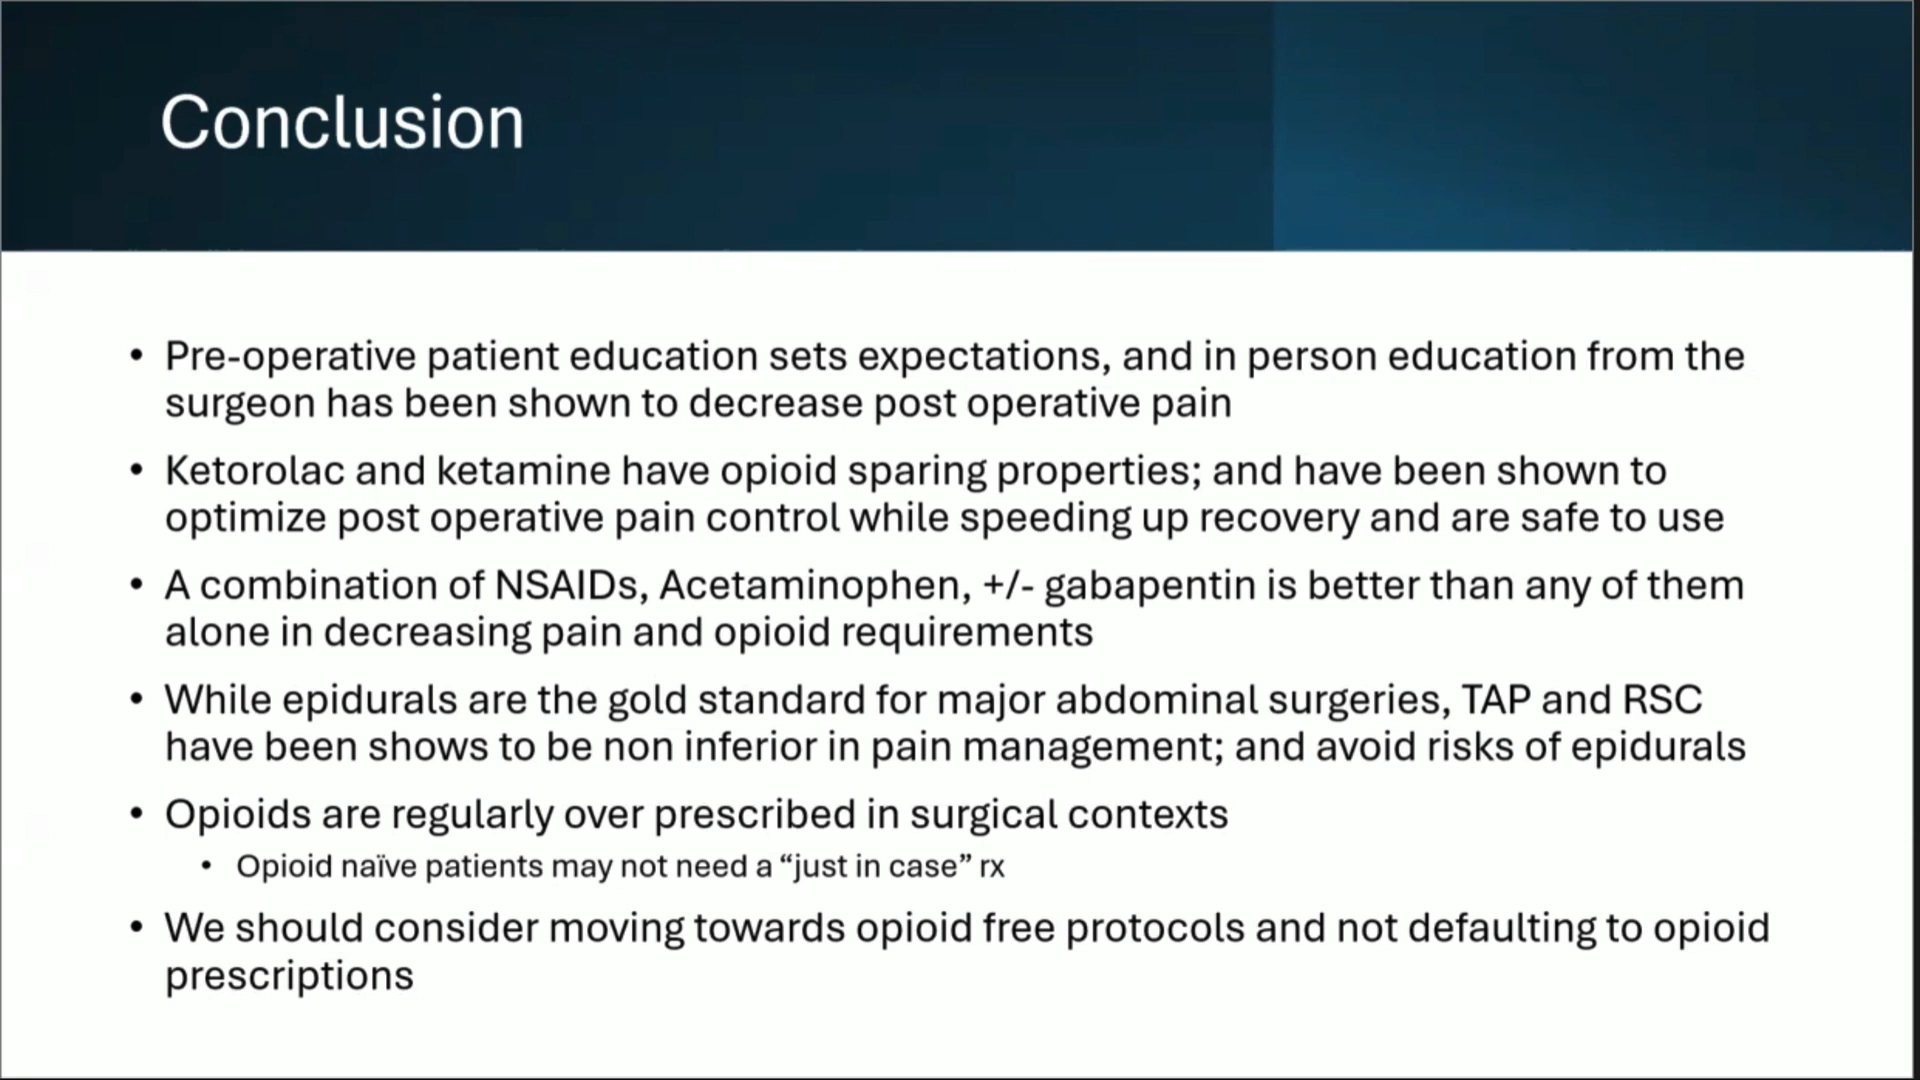 Conclusion
• Pre-operative patient education sets expectations, and in person education from the
surgeon has been shown to decrease post operative pain
• Ketorolac and ketamine have opioid sparing properties; and have been shown to
optimize post operative pain control while speeding up recovery and are safe to use
• A combination of NSAIDs, Acetaminophen, +/- gabapentin is better than any of them
alone in decreasing pain and opioid requirements
• While epidurals are the gold standard for major abdominal surgeries, TAP and RSC
have been shows to be non inferior in pain management; and avoid risks of epidurals
• Opioids are regularly over prescribed in surgical contexts
• Opioid naïve patients may not need a “just in case” rx
• We should consider moving towards opioid free protocols and not defaulting to opioid
prescriptions